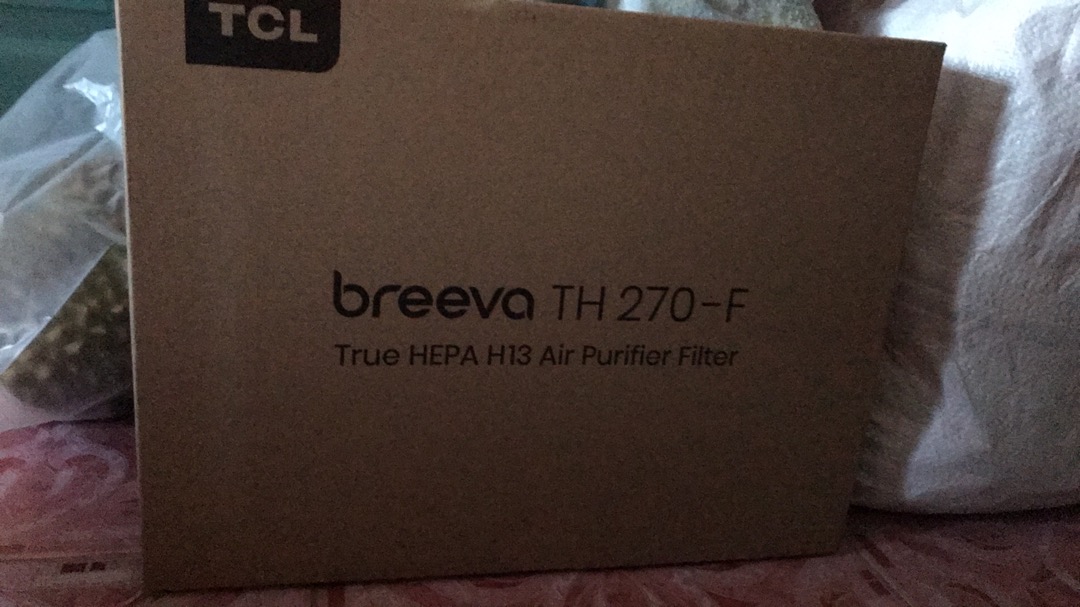 TCL
breeva TH 270-F
True HEPA H13 Air Purifier Filter